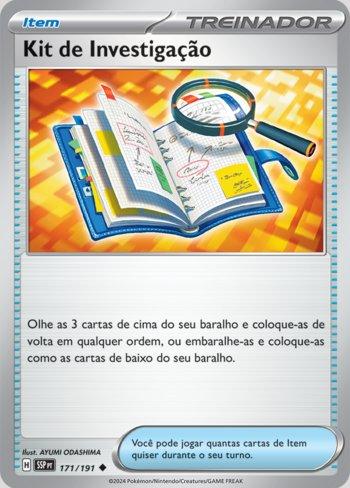 Item
TREINADOR
Kit de Investigação
Olhe as 3 cartas de cima do seu baralho e coloque-as de
volta em qualquer ordem, ou embaralhe-as e coloque-as
como as cartas de baixo do seu baralho.
Ilust. AYUMI ODASHIMA
H SSP PT 171/191
Você pode jogar quantas cartas de Item
quiser durante o seu turno.
©2024 Pokémon/Nintendo/Creatures/GAME FREAK